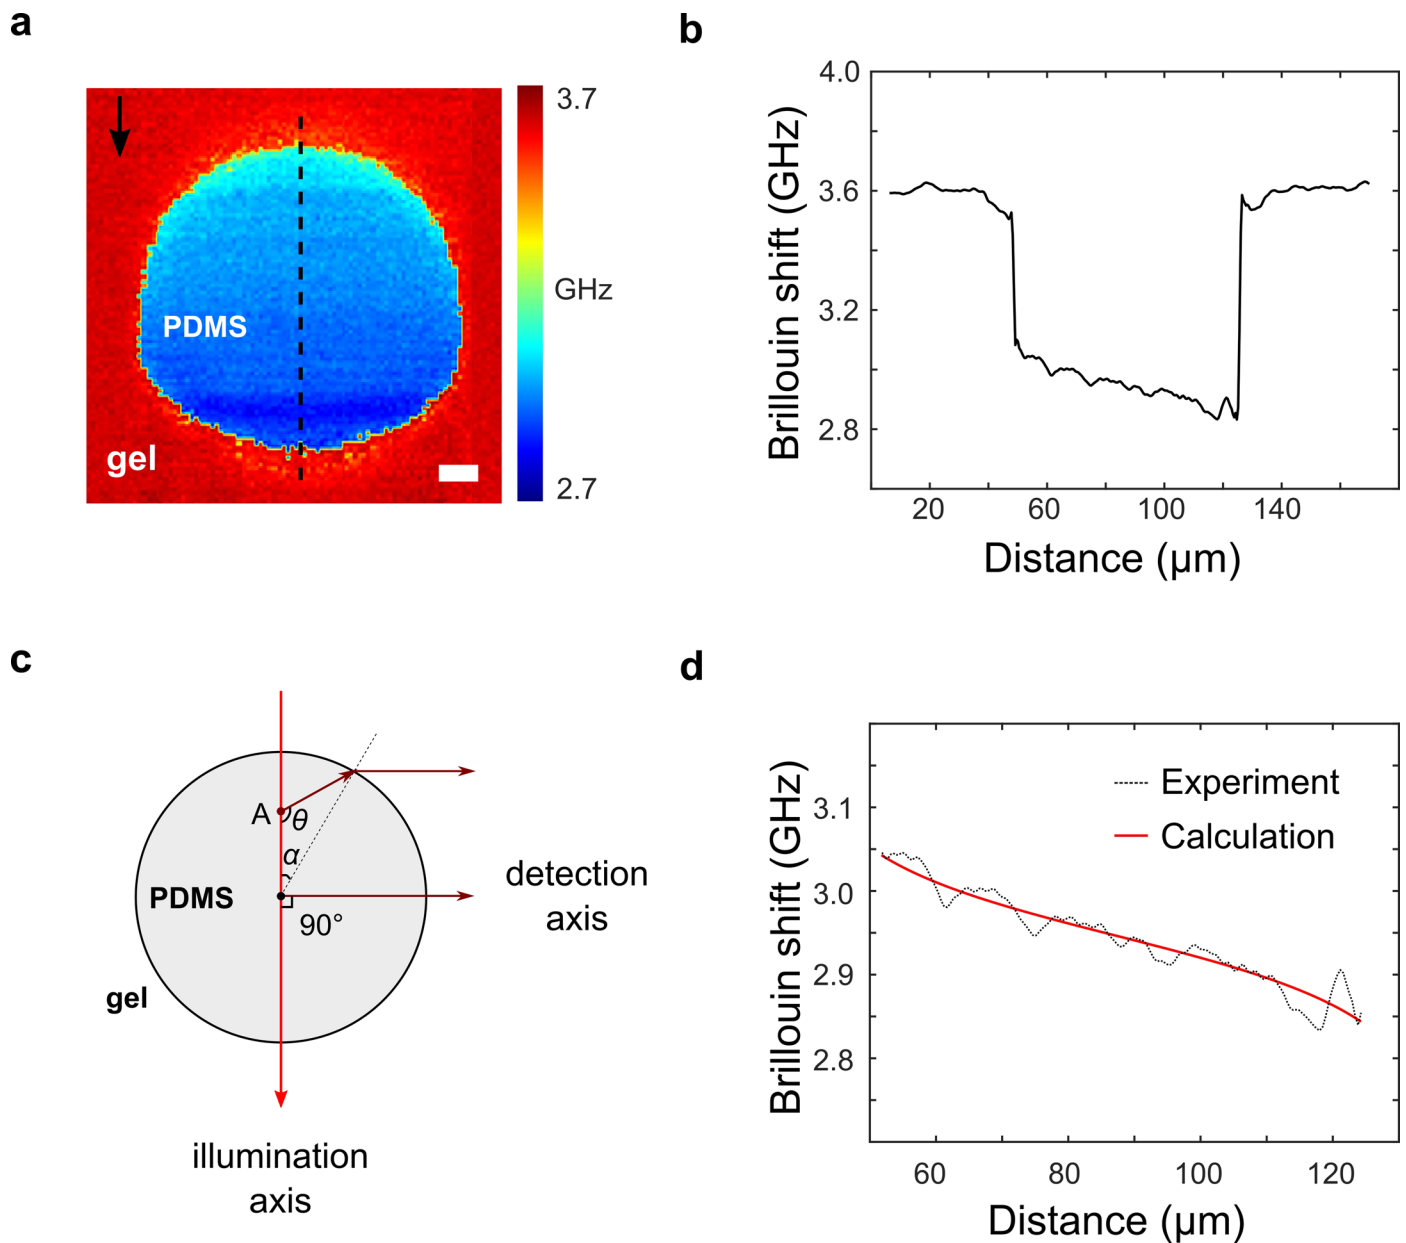 a
3.7
GHz
2.7
PDMS
gel
b
4.0
3.6
3.2
2.8
Brillouin shift (GHz)
20
60
100
140
Distance (μm)
c
A
θ
α
PDMS
90°
gel
detection
axis
illumination
axis
d
Experiment
Calculation
3.1
3.0
2.9
2.8
Brillouin shift (GHz)
60
80
100
120
Distance (μm)